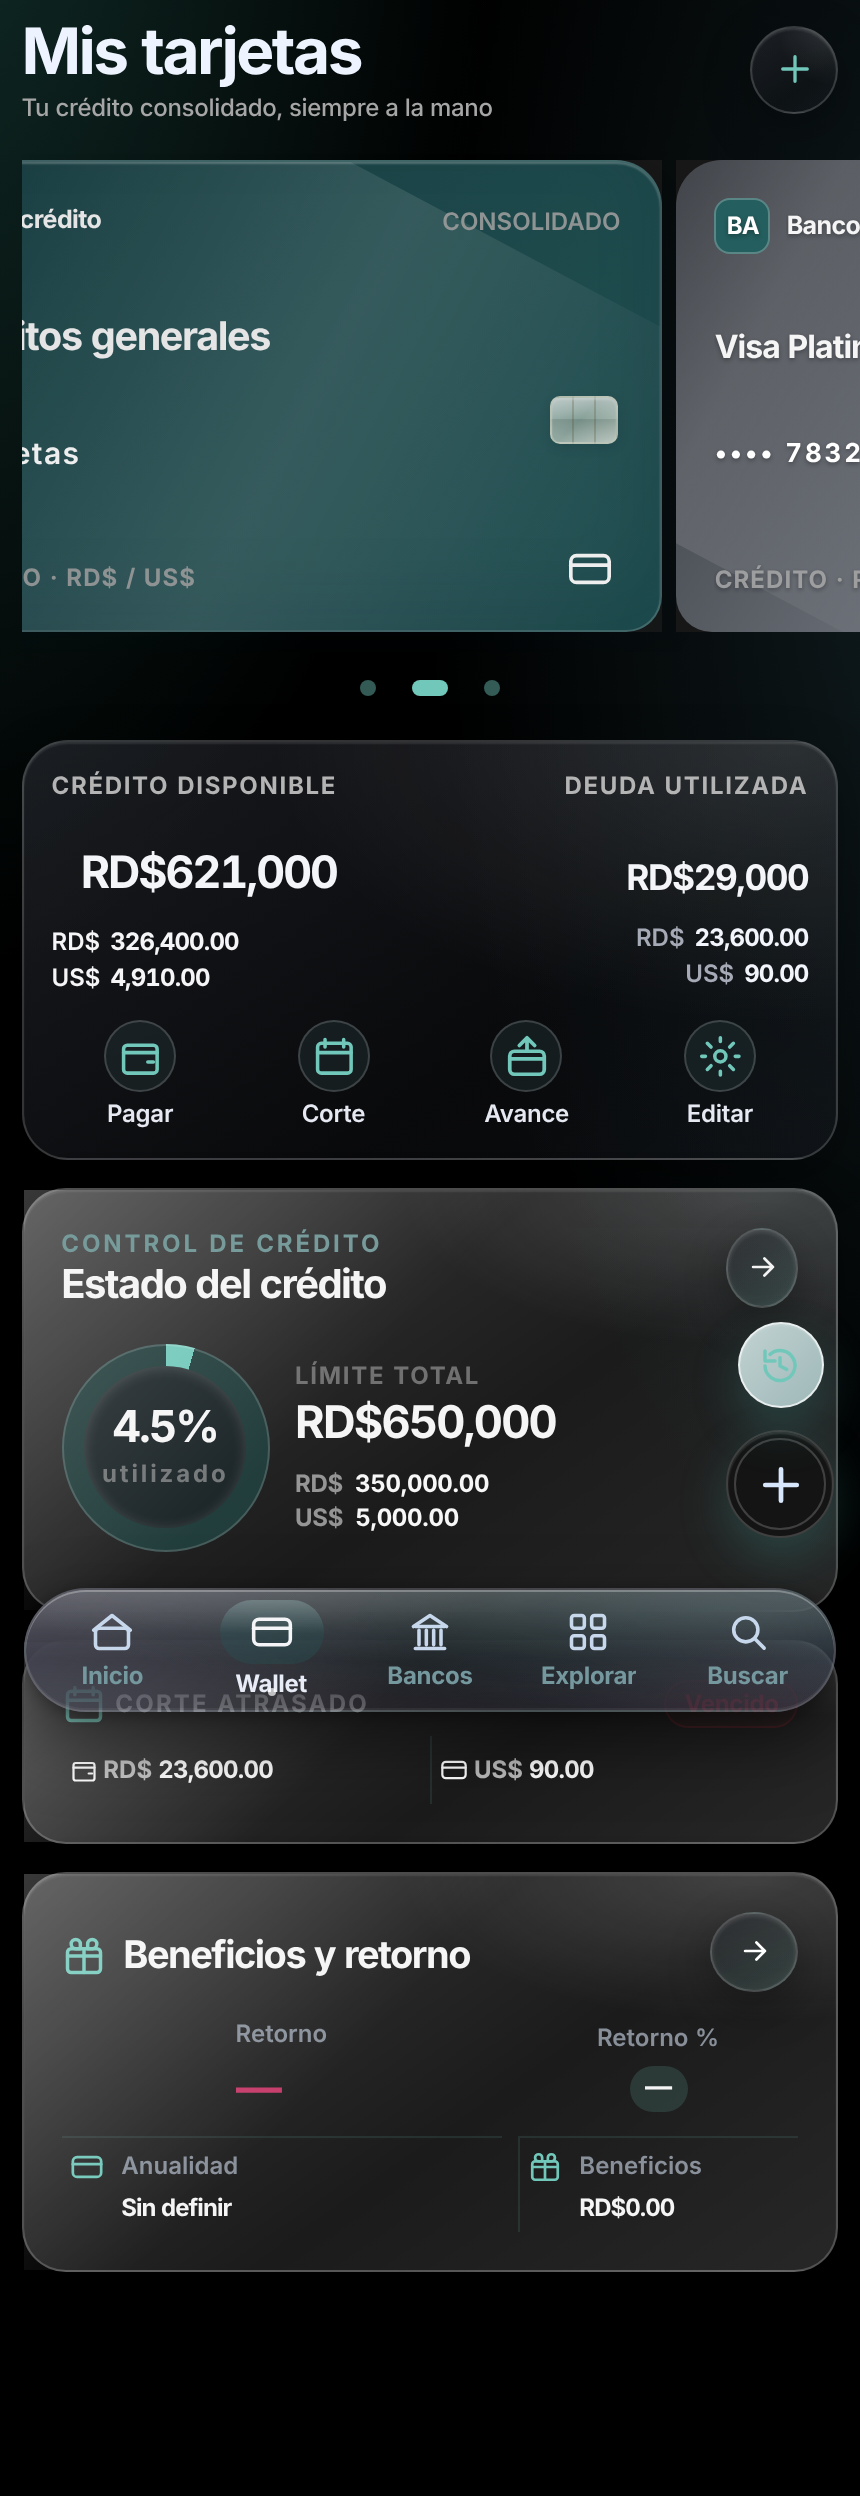 Mis tarjetas
Tu crédito consolidado, siempre a la mano
crédito
CONSOLIDADO
itos generales
etas
O · RD$ / US$
BA
Banco
Visa Platin
•••• 7832
CRÉDITO · R
CRÉDITO DISPONIBLE
DEUDA UTILIZADA
RD$621,000
RD$29,000
RD$ 326,400.00
RD$ 23,600.00
US$ 4,910.00
US$ 90.00
Pagar
Corte
Avance
Editar
CONTROL DE CRÉDITO
Estado del crédito
4.5%
utilizado
LÍMITE TOTAL
RD$650,000
RD$ 350,000.00
US$ 5,000.00
Inicio
Wallet
Bancos
Explorar
Buscar
CORTE ATRASADO
Vencido
RD$ 23,600.00
US$ 90.00
Beneficios y retorno
Retorno
—
Retorno %
—
Anualidad
Sin definir
Beneficios
RD$0.00